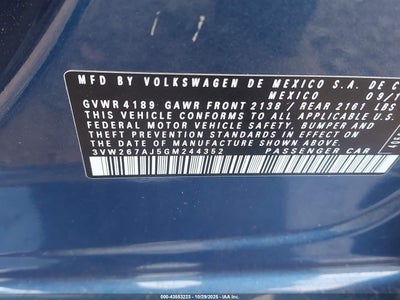 MFD BY VOLKSWAGEN DE MEXICO S.A. DE C
MEXICO 09/1
GVWR 4189 GAWR FRONT 2138 / REAR 2161 LBS
THIS VEHICLE CONFORMS TO ALL APPLICABLE U.S.
FEDERAL MOTOR VEHICLE SAFETY, BUMPER AND
THEFT PREVENTION STANDARDS IN EFFECT ON
THE DATE OF MANUFACTURE SHOWN ABOVE.
3VW267AJ5GM244352 PASSENGER CAR
000-43553223 - 10/29/2025 - IAA, Inc.